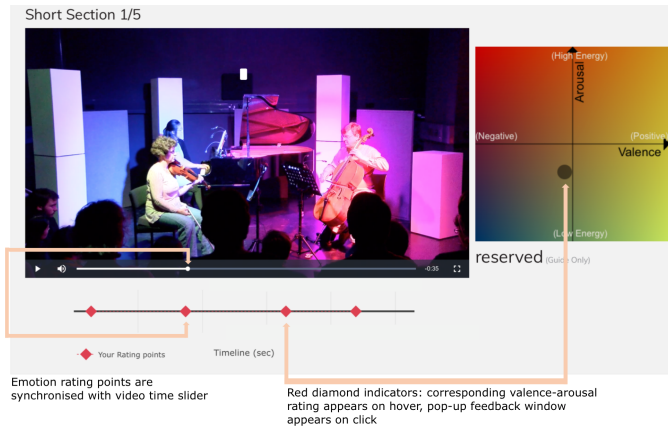 Short Section 1/5
(High Energy)
Arousal
(Negative)
(Positive)
Valence
(Low Energy)
reserved (Guide Only)
-0:35
Your Rating points
Timeline (sec)
Emotion rating points are
synchronised with video time slider
Red diamond indicators: corresponding valence-arousal
rating appears on hover, pop-up feedback window
appears on click